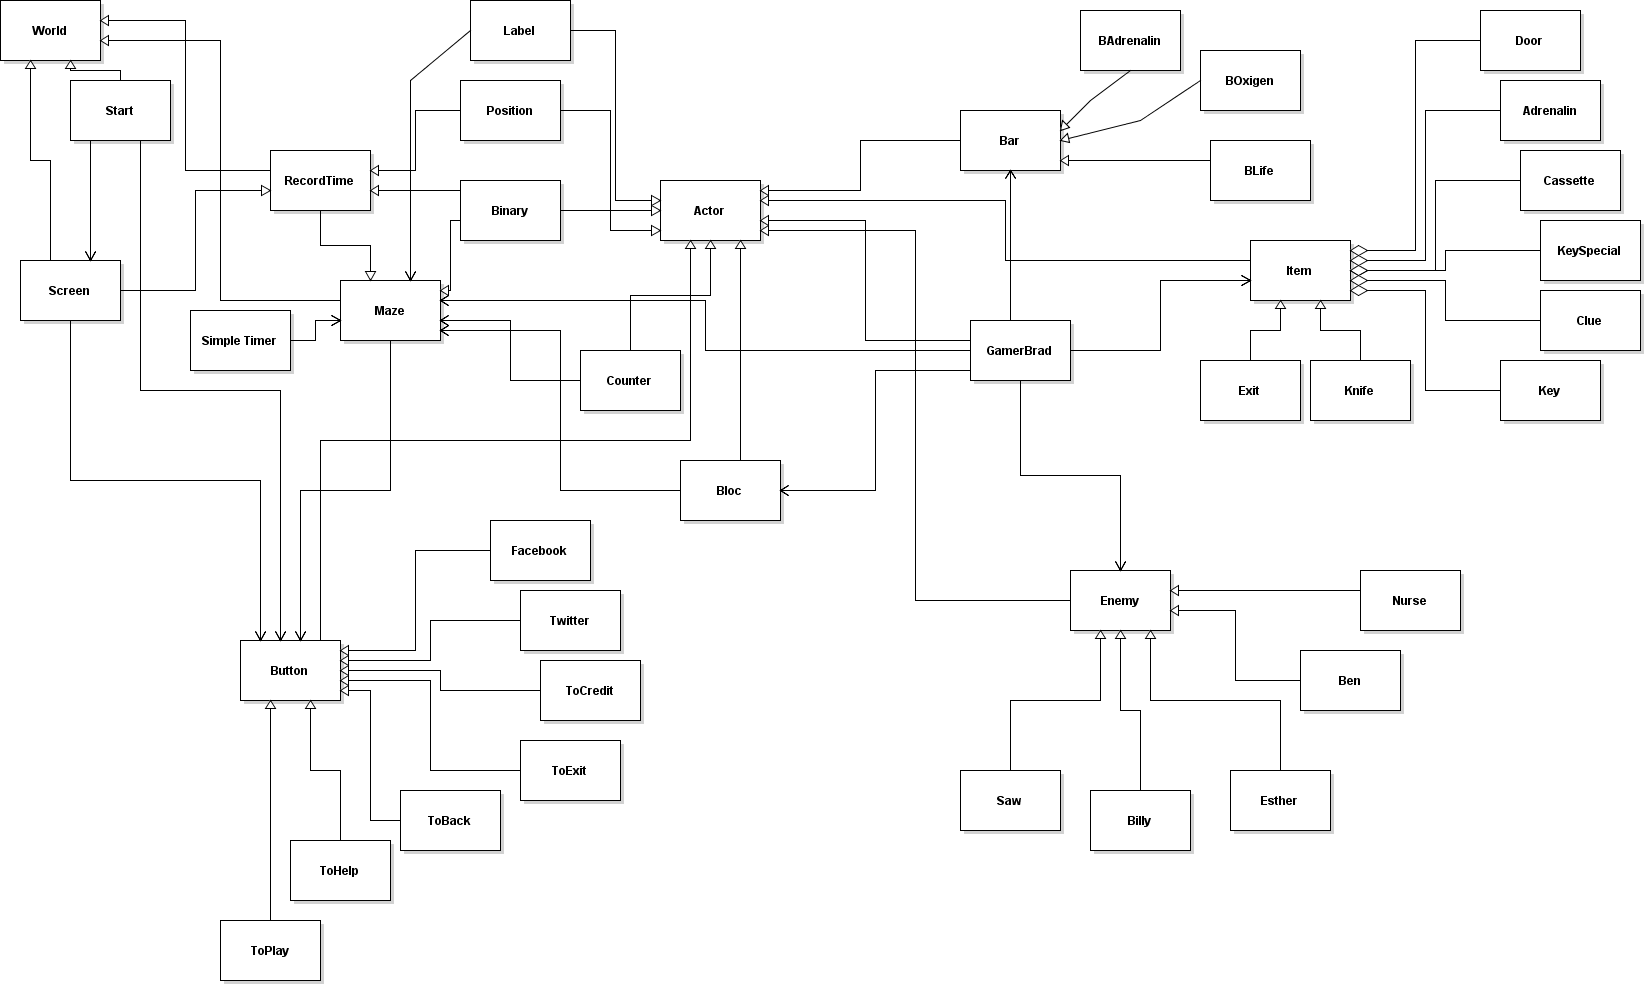 World
Label
BAdrenalin
Door
BOxigen
Start
Position
Adrenalin
Bar
BLife
Cassette
RecordTime
Binary
Actor
KeySpecial
Item
Screen
Maze
Clue
Simple Timer
GamerBrad
Counter
Exit
Knife
Key
Bloc
Facebook
Enemy
Nurse
Twitter
Button
ToCredit
Ben
ToExit
Saw
Esther
ToBack
Billy
ToHelp
ToPlay